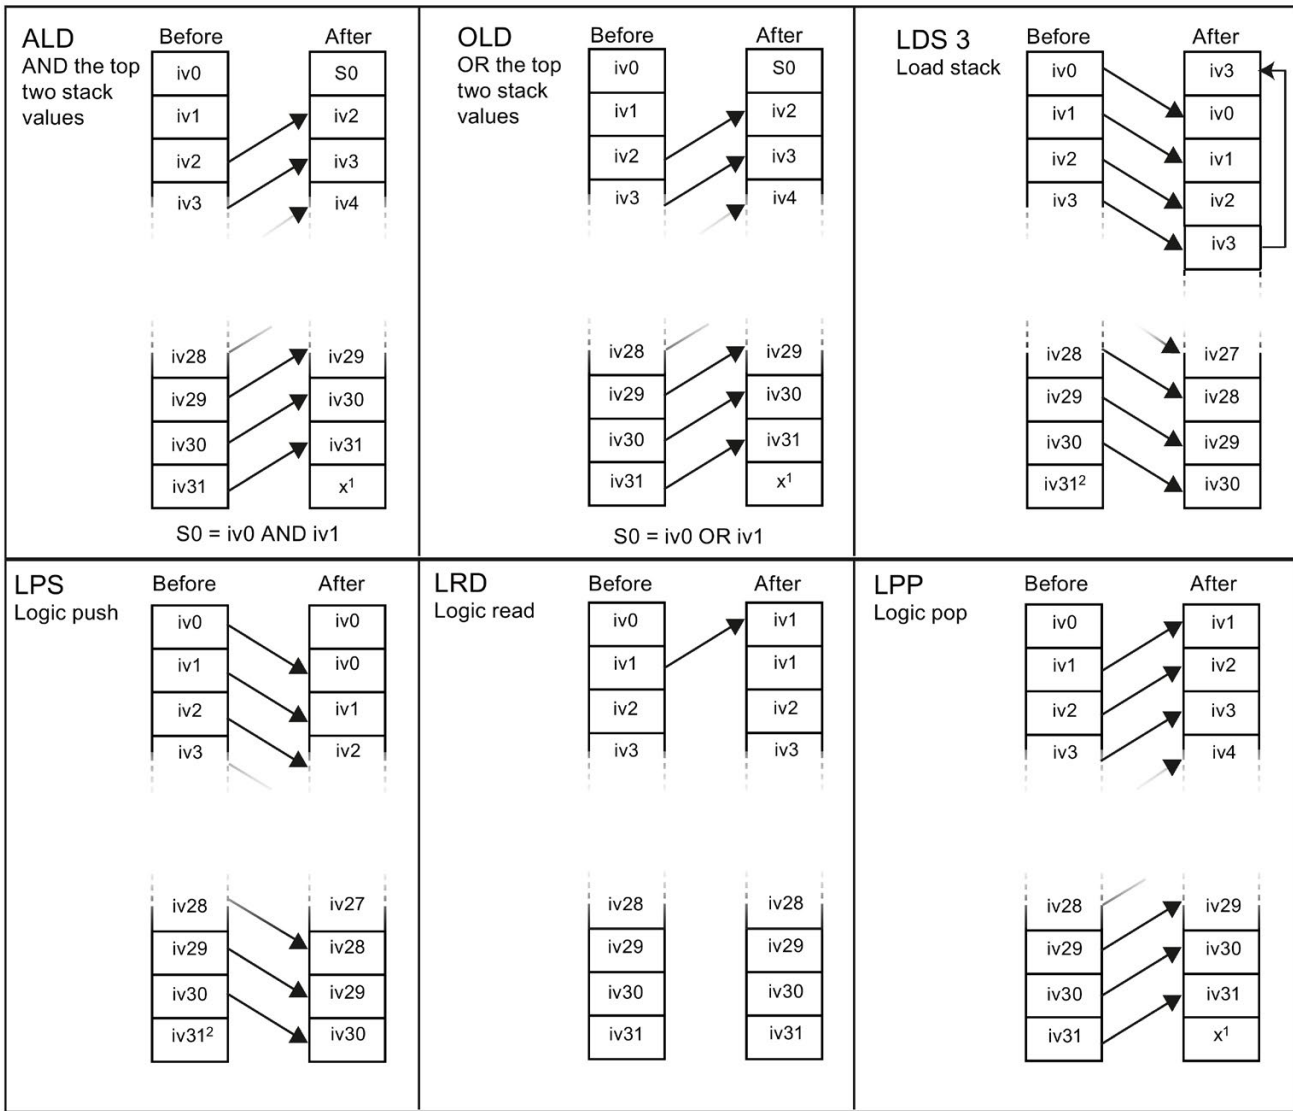 ALD
AND the top
two stack
values
Before
After
iv0
S0
iv1
iv2
iv2
iv3
iv3
iv4
iv28
iv29
iv29
iv30
iv30
iv31
iv31
x¹
S0 = iv0 AND iv1
OLD
OR the top
two stack
values
Before
After
iv0
S0
iv1
iv2
iv2
iv3
iv3
iv4
iv28
iv29
iv29
iv30
iv30
iv31
iv31
x¹
S0 = iv0 OR iv1
LDS 3
Load stack
Before
After
iv0
iv3
iv1
iv0
iv2
iv1
iv3
iv2
iv3
iv28
iv27
iv29
iv28
iv30
iv29
iv31²
iv30
LPS
Logic push
Before
After
iv0
iv0
iv1
iv0
iv2
iv1
iv3
iv2
iv28
iv27
iv29
iv28
iv30
iv29
iv31²
iv30
LRD
Logic read
Before
After
iv0
iv1
iv1
iv1
iv2
iv2
iv3
iv3
iv28
iv28
iv29
iv29
iv30
iv30
iv31
iv31
LPP
Logic pop
Before
After
iv0
iv1
iv1
iv2
iv2
iv3
iv3
iv4
iv28
iv29
iv29
iv30
iv30
iv31
iv31
x¹